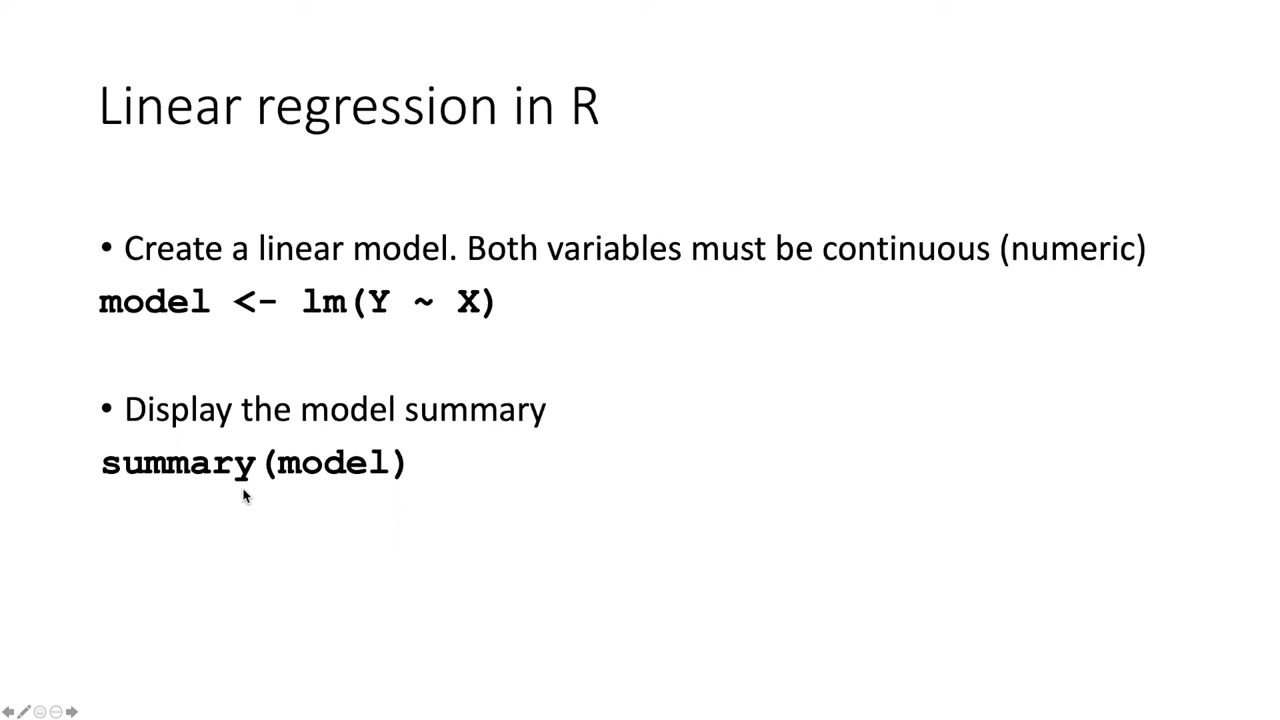 Linear regression in R
• Create a linear model. Both variables must be continuous (numeric)
model <- lm(Y ~ X)
• Display the model summary
summary(model)